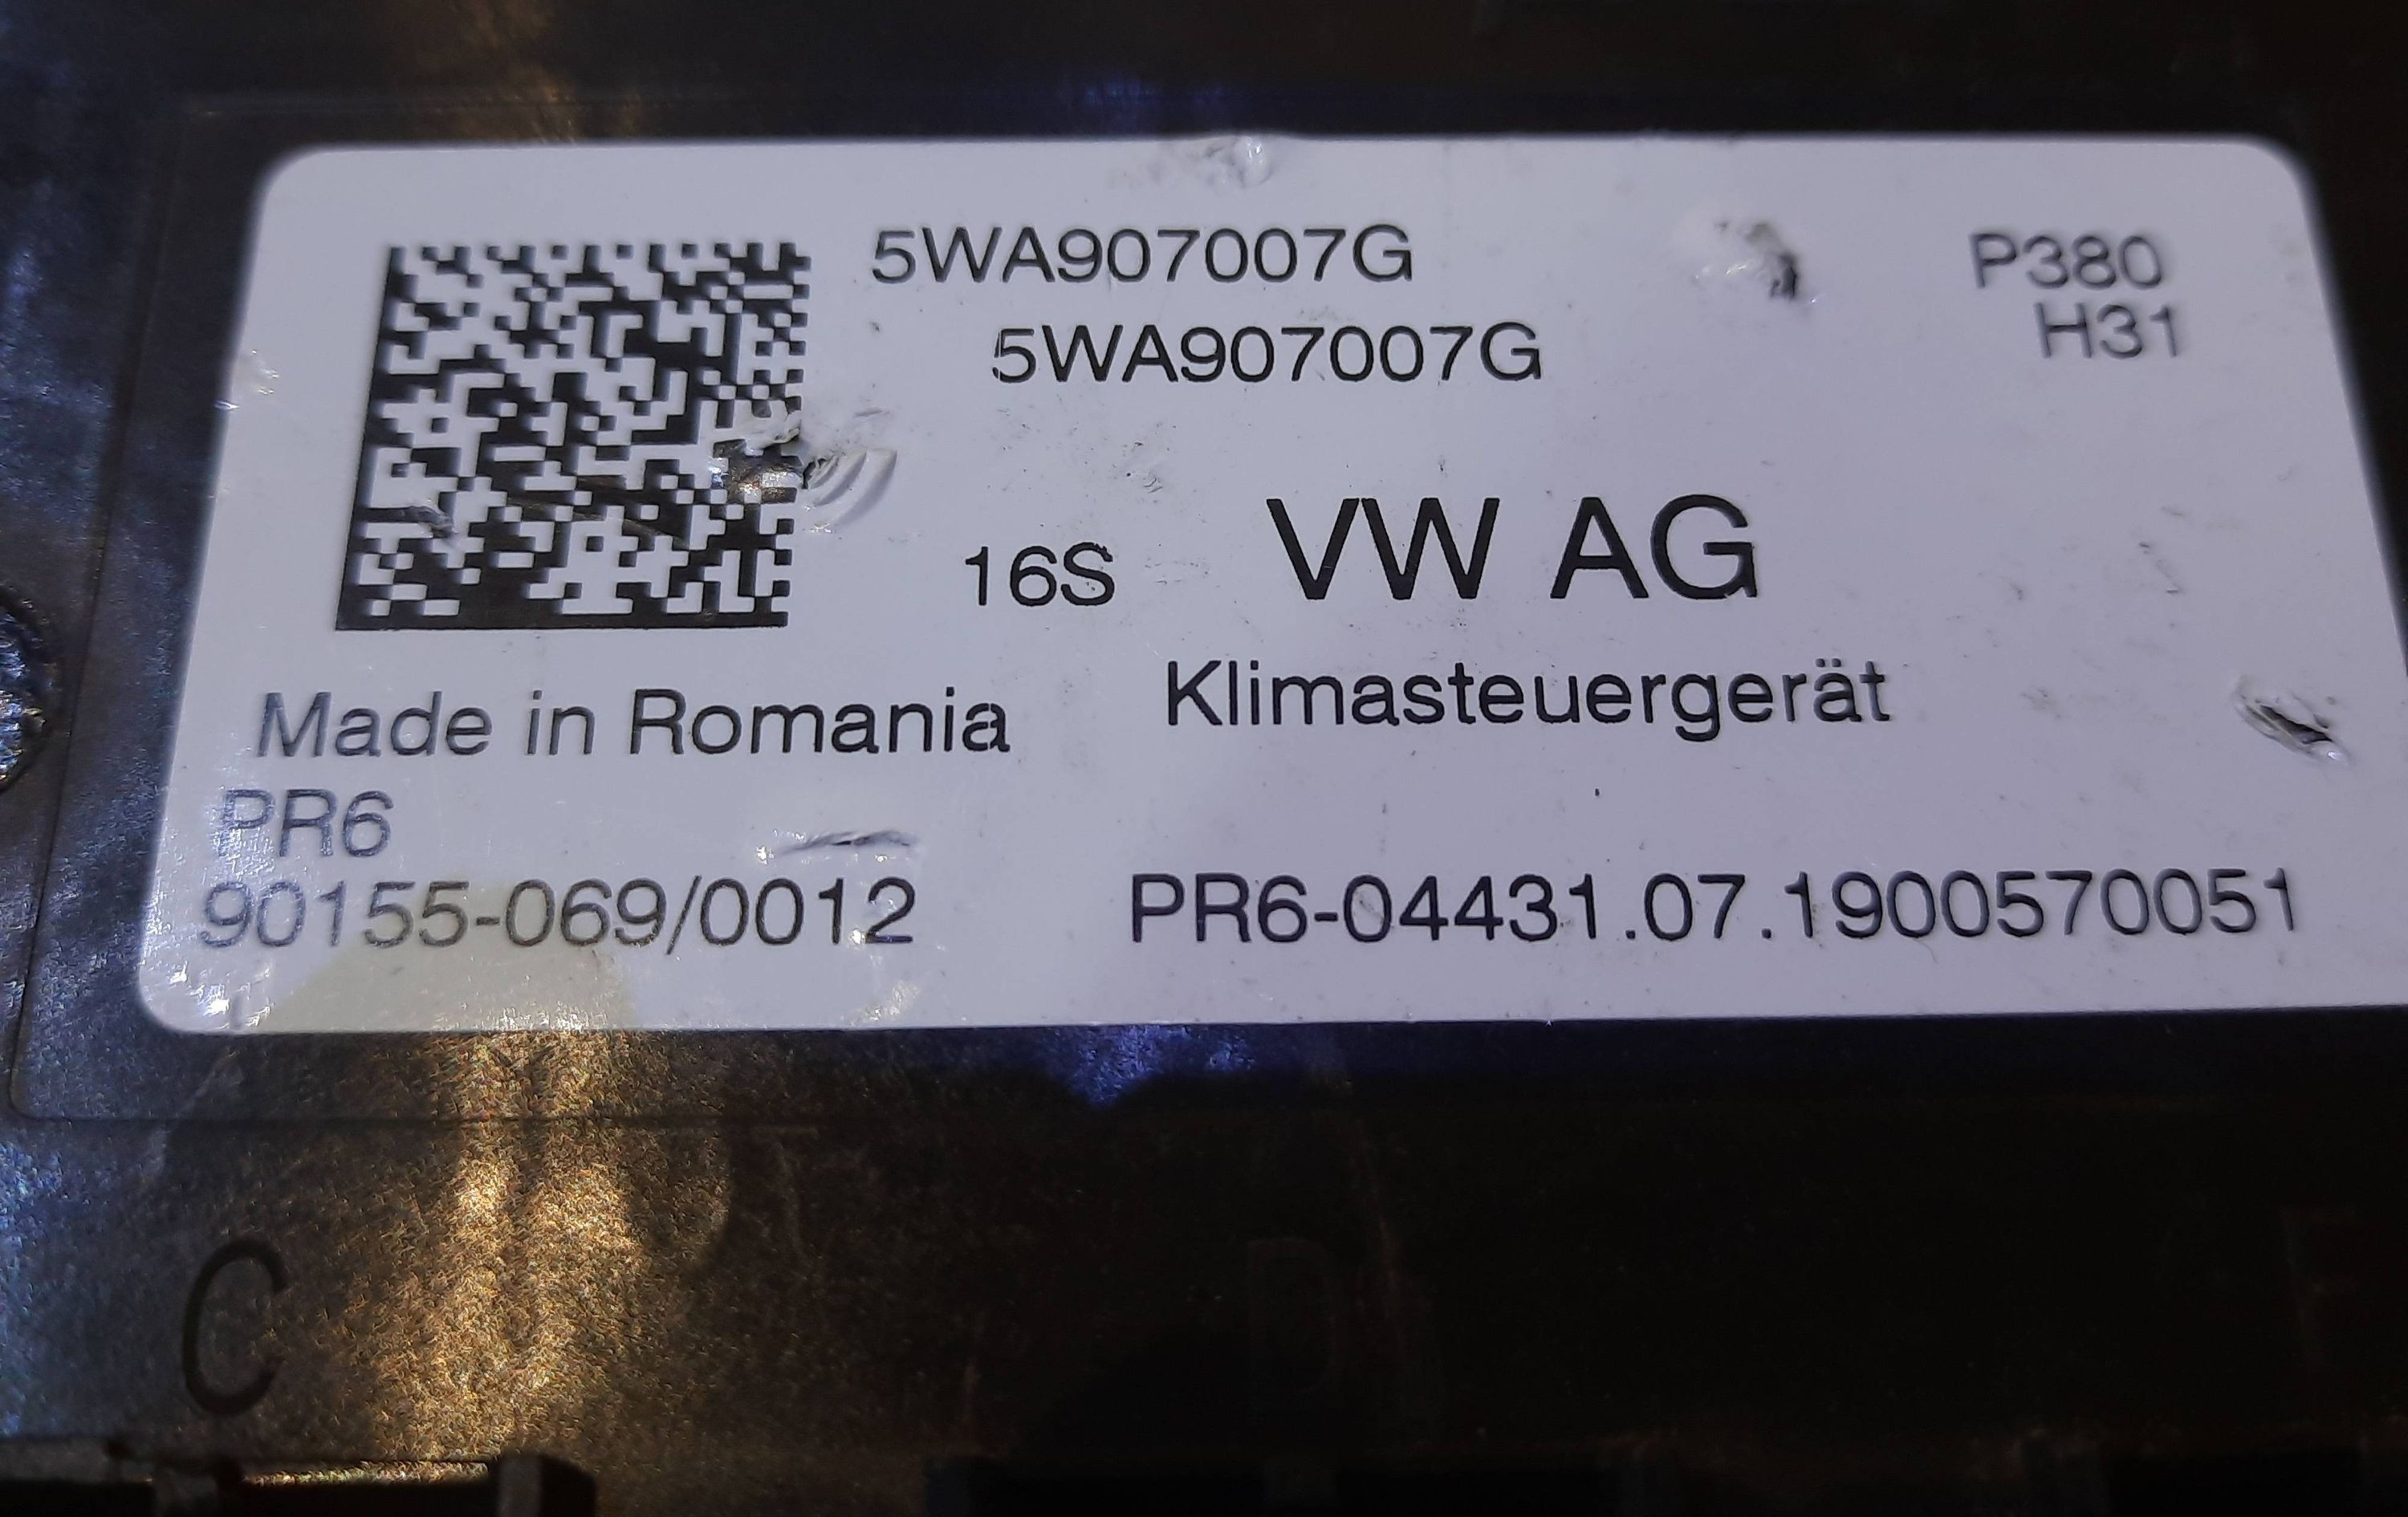 5WA907007G
5WA907007G
P380
H31
16S
VW AG
Made in Romania
Klimasteuergerät
PR6
90155-069/0012
PR6-04431.07.1900570051
C